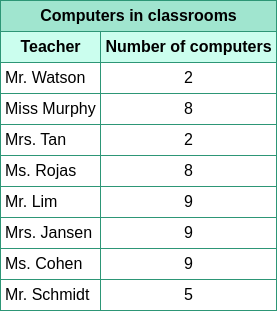 Computers in classrooms
Teacher Number of computers
Mr. Watson 2
Miss Murphy 8
Mrs. Tan 2
Ms. Rojas 8
Mr. Lim 9
Mrs. Jansen 9
Ms. Cohen 9
Mr. Schmidt 5